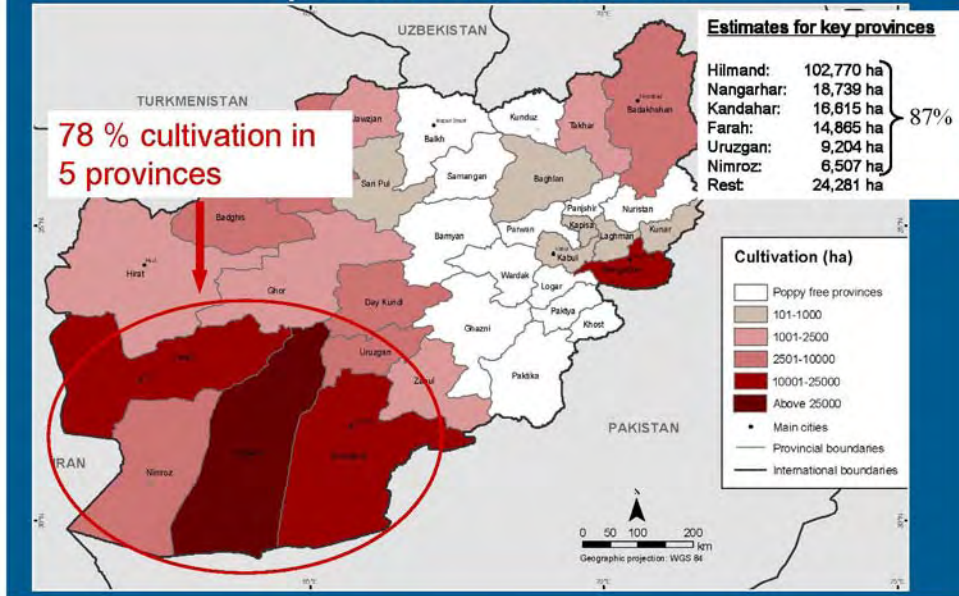 UZBEKISTAN
TURKMENISTAN
Estimates for key provinces
Hilmand: 102,770 ha
Nangarhar: 18,739 ha
Kandahar: 16,615 ha
Farah: 14,865 ha
Uruzgan: 9,204 ha
Nimroz: 6,507 ha
Rest: 24,281 ha
87%
78 % cultivation in
5 provinces
Jawzjan
Balkh
Kunduz
Takhar
Badakhshan
Sari Pul
Samangan
Baghlan
Badghis
Bamyan
Parwan
Panjshir
Nuristan
Kapisa
Laghman
Kunar
Kabul
Hirat
Ghor
Day Kundi
Wardak
Logar
Paktya
Khost
Ghazni
Uruzgan
Zabul
Paktika
Nimroz
IRAN
PAKISTAN
Cultivation (ha)
Poppy free provinces
101-1000
1001-2500
2501-10000
10001-25000
Above 25000
Main cities
Provincial boundaries
International boundaries
N
0 50 100 200
km
Geographic projection: WGS 84